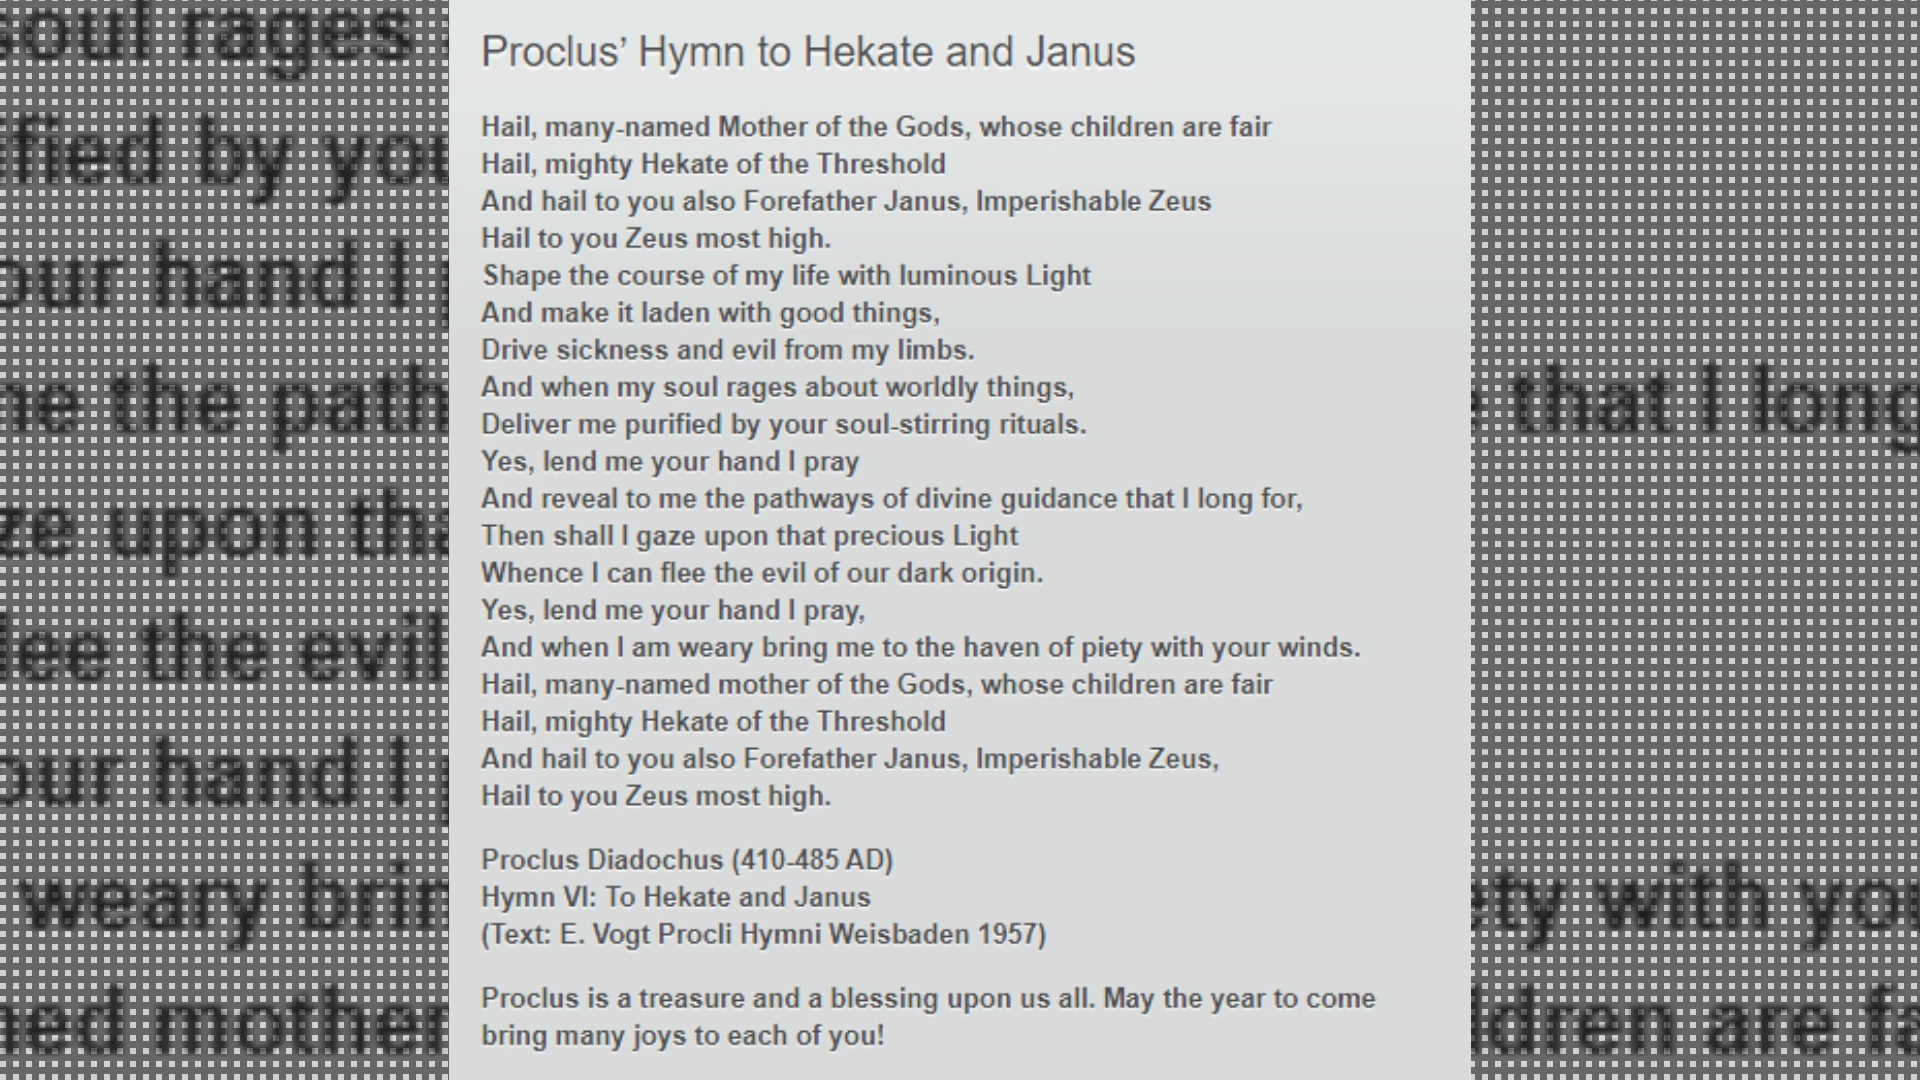 Proclus’ Hymn to Hekate and Janus
Hail, many-named Mother of the Gods, whose children are fair
Hail, mighty Hekate of the Threshold
And hail to you also Forefather Janus, Imperishable Zeus
Hail to you Zeus most high.
Shape the course of my life with luminous Light
And make it laden with good things,
Drive sickness and evil from my limbs.
And when my soul rages about worldly things,
Deliver me purified by your soul-stirring rituals.
Yes, lend me your hand I pray
And reveal to me the pathways of divine guidance that I long for,
Then shall I gaze upon that precious Light
Whence I can flee the evil of our dark origin.
Yes, lend me your hand I pray,
And when I am weary bring me to the haven of piety with your winds.
Hail, many-named mother of the Gods, whose children are fair
Hail, mighty Hekate of the Threshold
And hail to you also Forefather Janus, Imperishable Zeus,
Hail to you Zeus most high.
Proclus Diadochus (410-485 AD)
Hymn VI: To Hekate and Janus
(Text: E. Vogt Procli Hymni Weisbaden 1957)
Proclus is a treasure and a blessing upon us all. May the year to come
bring many joys to each of you!